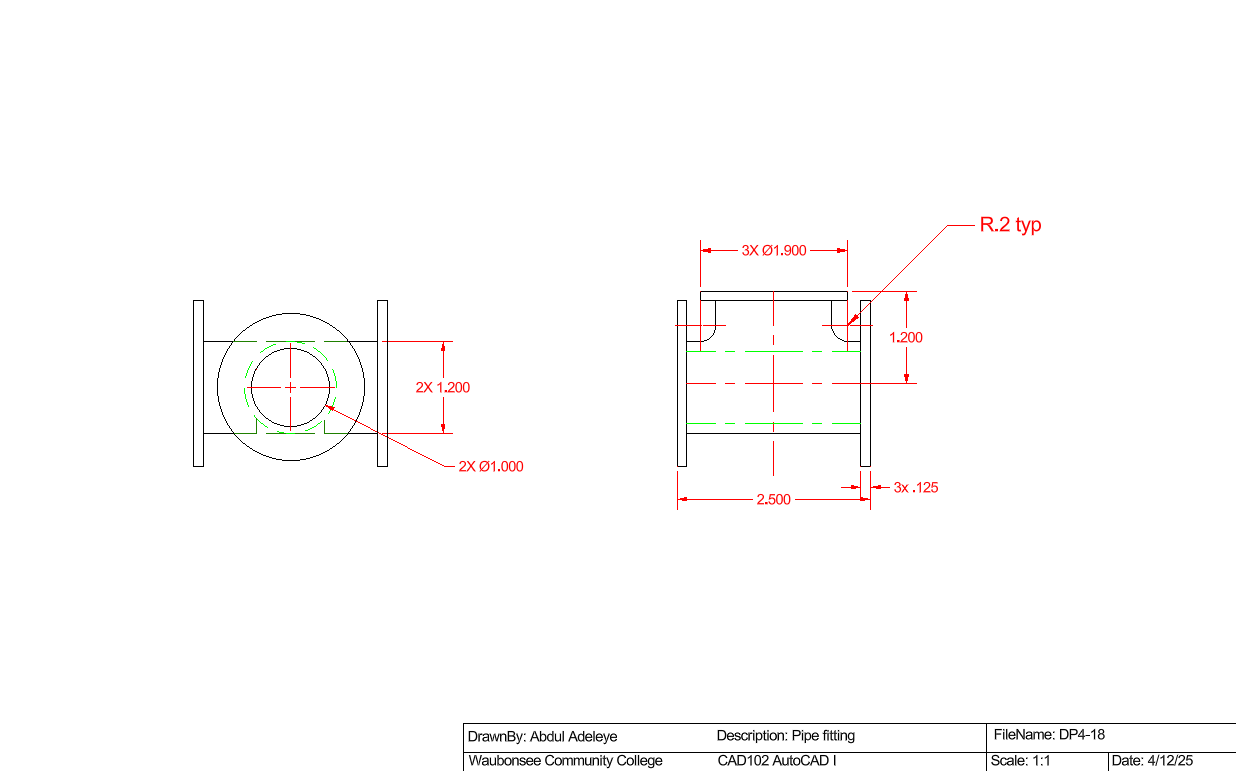 R.2 typ
3X Ø1.900
1.200
2X 1.200
2X Ø1.000
3x .125
2.500
DrawnBy: Abdul Adeleye Description: Pipe fitting FileName: DP4-18
Waubonsee Community College CAD102 AutoCAD I Scale: 1:1 Date: 4/12/25